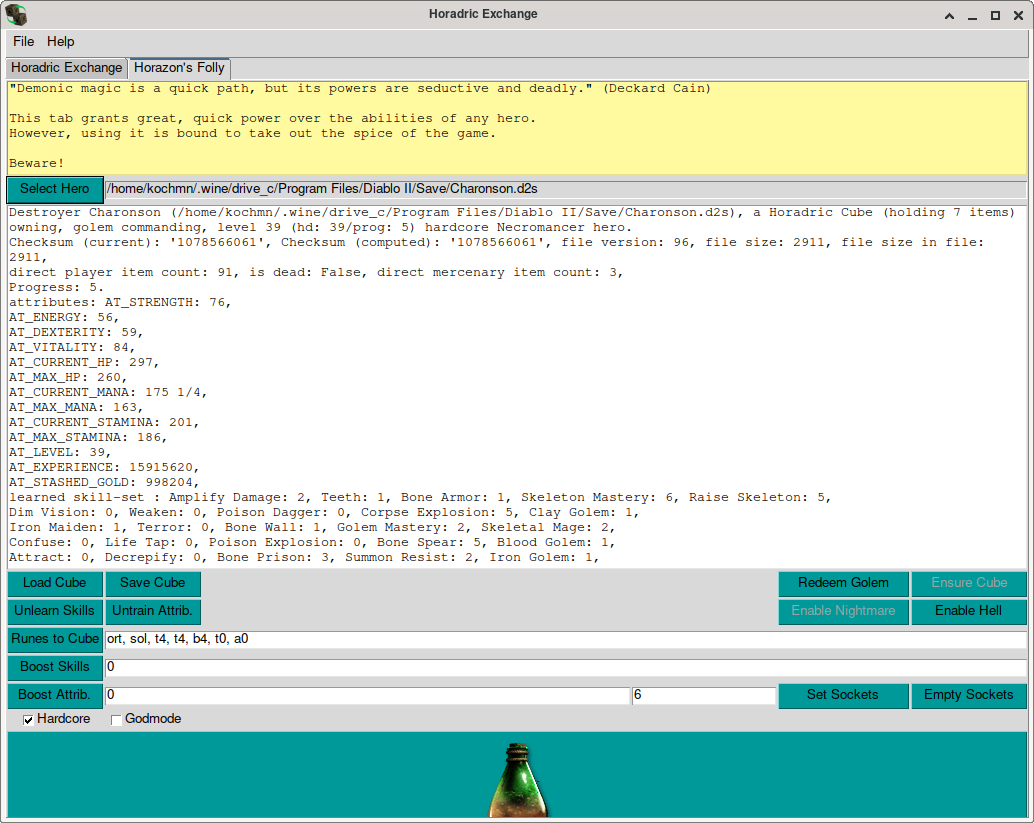 Horadric Exchange
File Help
Horadric Exchange Horazon's Folly
"Demonic magic is a quick path, but its powers are seductive and deadly." (Deckard Cain)
This tab grants great, quick power over the abilities of any hero.
However, using it is bound to take out the spice of the game.
Beware!
Select Hero /home/kochmn/.wine/drive_c/Program Files/Diablo II/Save/Charonson.d2s
Destroyer Charonson (/home/kochmn/.wine/drive_c/Program Files/Diablo II/Save/Charonson.d2s), a Horadric Cube (holding 7 items)
owning, golem commanding, level 39 (hd: 39/prog: 5) hardcore Necromancer hero.
Checksum (current): '1078566061', Checksum (computed): '1078566061', file version: 96, file size: 2911, file size in file:
2911,
direct player item count: 91, is dead: False, direct mercenary item count: 3,
Progress: 5.
attributes: AT_STRENGTH: 76,
AT_ENERGY: 56,
AT_DEXTERITY: 59,
AT_VITALITY: 84,
AT_CURRENT_HP: 297,
AT_MAX_HP: 260,
AT_CURRENT_MANA: 175 1/4,
AT_MAX_MANA: 163,
AT_CURRENT_STAMINA: 201,
AT_MAX_STAMINA: 186,
AT_LEVEL: 39,
AT_EXPERIENCE: 15915620,
AT_STASHED_GOLD: 998204,
learned skill-set : Amplify Damage: 2, Teeth: 1, Bone Armor: 1, Skeleton Mastery: 6, Raise Skeleton: 5,
Dim Vision: 0, Weaken: 0, Poison Dagger: 0, Corpse Explosion: 5, Clay Golem: 1,
Iron Maiden: 1, Terror: 0, Bone Wall: 1, Golem Mastery: 2, Skeletal Mage: 2,
Confuse: 0, Life Tap: 0, Poison Explosion: 0, Bone Spear: 5, Blood Golem: 1,
Attract: 0, Decrepify: 0, Bone Prison: 3, Summon Resist: 2, Iron Golem: 1,
Load Cube Save Cube Redeem Golem Ensure Cube
Unlearn Skills Untrain Attrib. Enable Nightmare Enable Hell
Runes to Cube ort, sol, t4, t4, b4, t0, a0
Boost Skills 0
Boost Attrib. 0 6 Set Sockets Empty Sockets
Hardcore Godmode